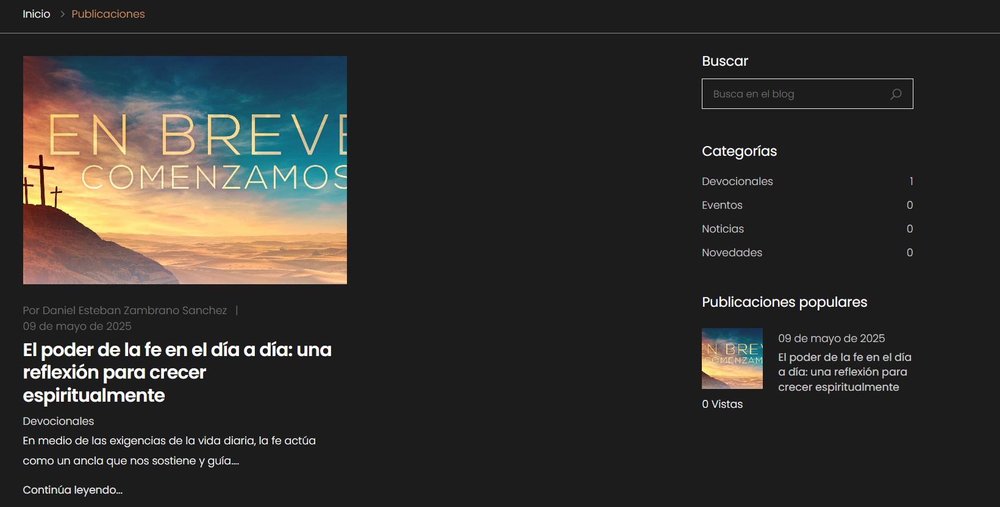 Inicio > Publicaciones
EN BREVE
COMENZAMOS
Por Daniel Esteban Zambrano Sanchez |
09 de mayo de 2025
El poder de la fe en el día a día: una
reflexión para crecer
espiritualmente
Devocionales
En medio de las exigencias de la vida diaria, la fe actúa
como un ancla que nos sostiene y guía....
Continúa leyendo...
Buscar
Busca en el blog
Categorías
Devocionales 1
Eventos 0
Noticias 0
Novedades 0
Publicaciones populares
EN BREV
COMENZAM
09 de mayo de 2025
El poder de la fe en el día
a día: una reflexión para
crecer espiritualmente
0 Vistas